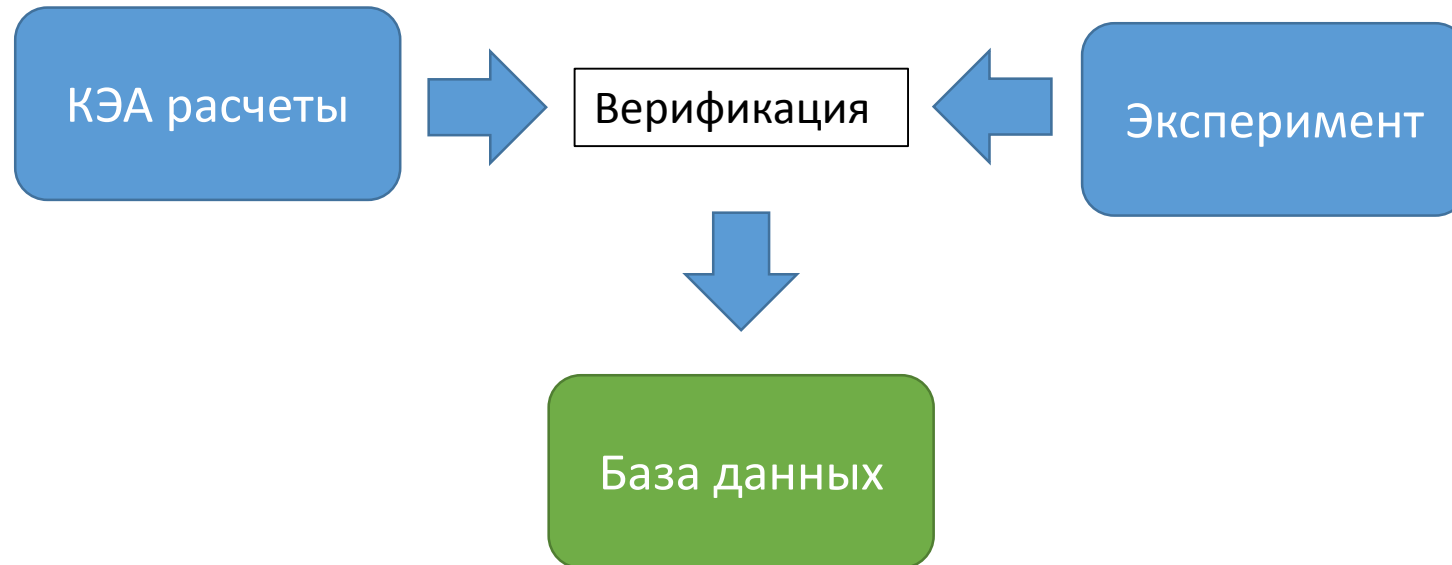 КЭА расчеты
Верификация
Эксперимент
База данных